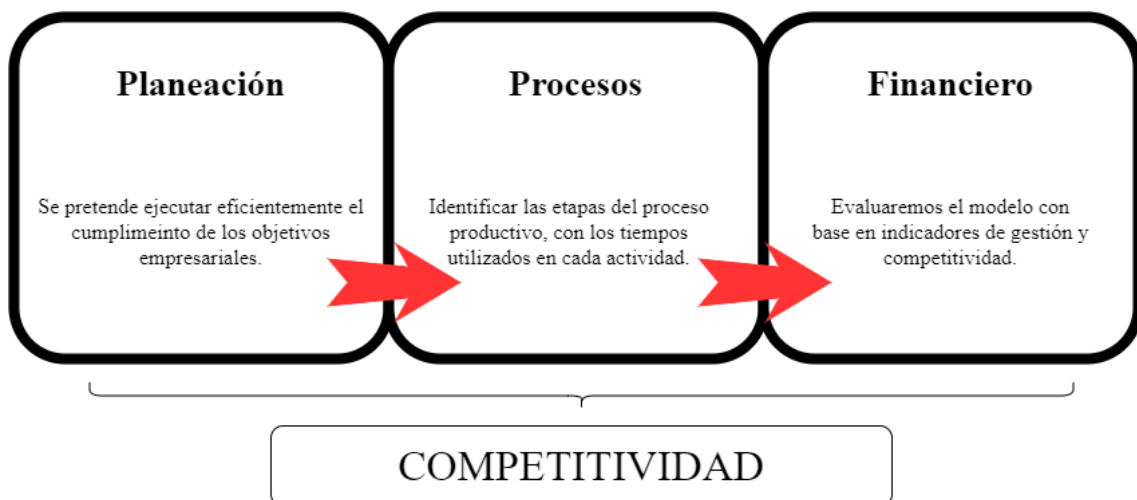 Planeación
Se pretende ejecutar eficientemente el
cumplimeinto de los objetivos
empresariales.
Procesos
Identificar las etapas del proceso
productivo, con los tiempos
utilizados en cada actividad.
Financiero
Evaluaremos el modelo con
base en indicadores de gestión y
competitividad.
COMPETITIVIDAD